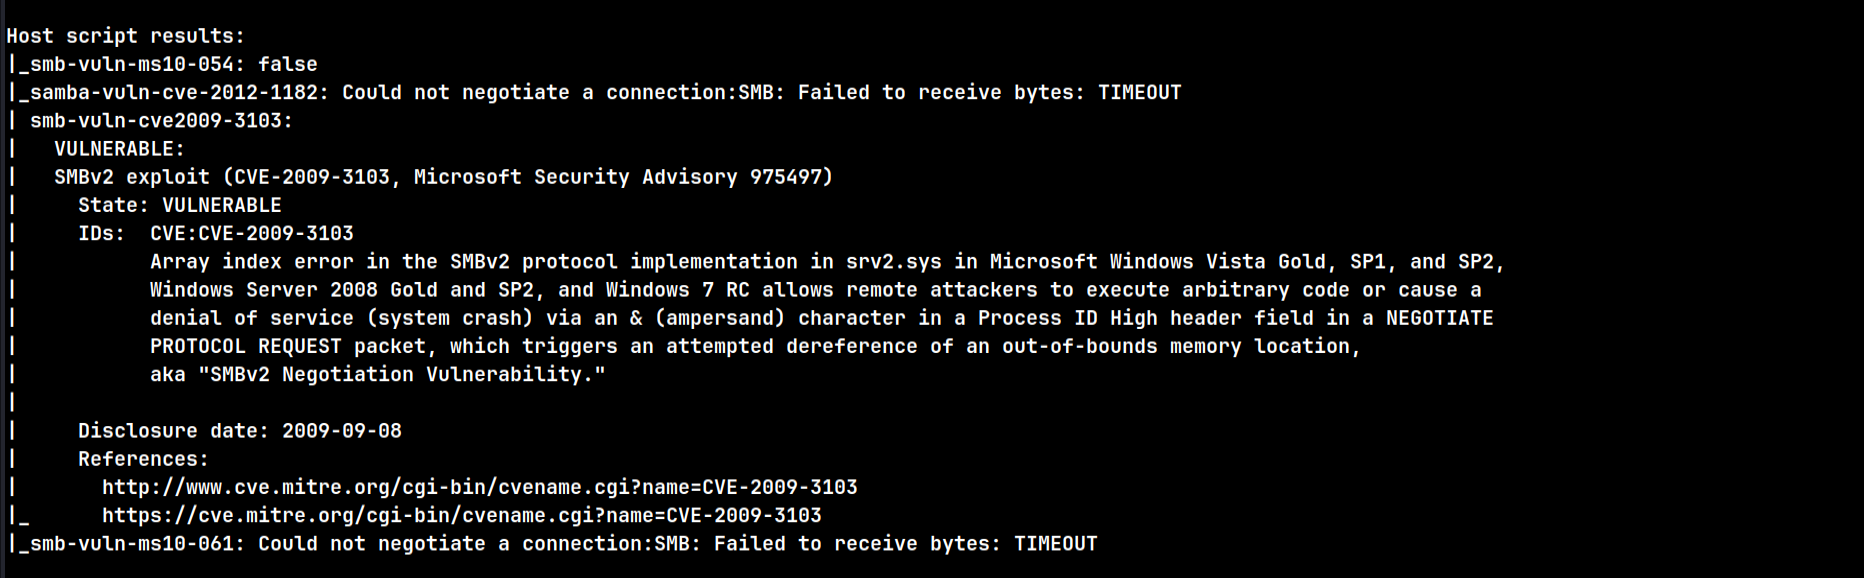 Host script results:
|_smb-vuln-ms10-054: false
|_samba-vuln-cve-2012-1182: Could not negotiate a connection:SMB: Failed to receive bytes: TIMEOUT
| smb-vuln-cve2009-3103:
|   VULNERABLE:
|   SMBv2 exploit (CVE-2009-3103, Microsoft Security Advisory 975497)
|     State: VULNERABLE
|     IDs:  CVE:CVE-2009-3103
|           Array index error in the SMBv2 protocol implementation in srv2.sys in Microsoft Windows Vista Gold, SP1, and SP2,
|           Windows Server 2008 Gold and SP2, and Windows 7 RC allows remote attackers to execute arbitrary code or cause a
|           denial of service (system crash) via an & (ampersand) character in a Process ID High header field in a NEGOTIATE
|           PROTOCOL REQUEST packet, which triggers an attempted dereference of an out-of-bounds memory location,
|           aka "SMBv2 Negotiation Vulnerability."
|
|     Disclosure date: 2009-09-08
|     References:
|       http://www.cve.mitre.org/cgi-bin/cvename.cgi?name=CVE-2009-3103
|_      https://cve.mitre.org/cgi-bin/cvename.cgi?name=CVE-2009-3103
|_smb-vuln-ms10-061: Could not negotiate a connection:SMB: Failed to receive bytes: TIMEOUT